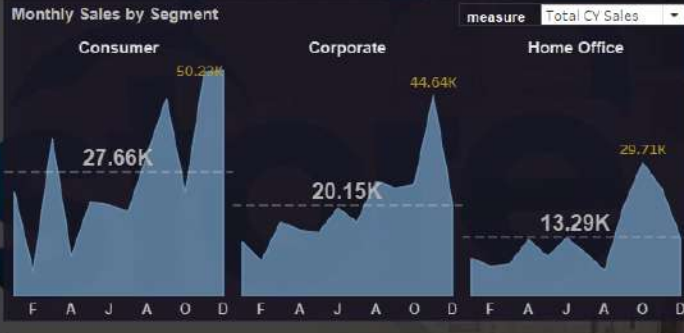 Monthly Sales by Segment
measure Total CY Sales
Consumer Corporate Home Office
50.23K
44.64K
29.71K
27.66K
20.15K
13.29K
F A J A O D F A J A O D F A J A O D